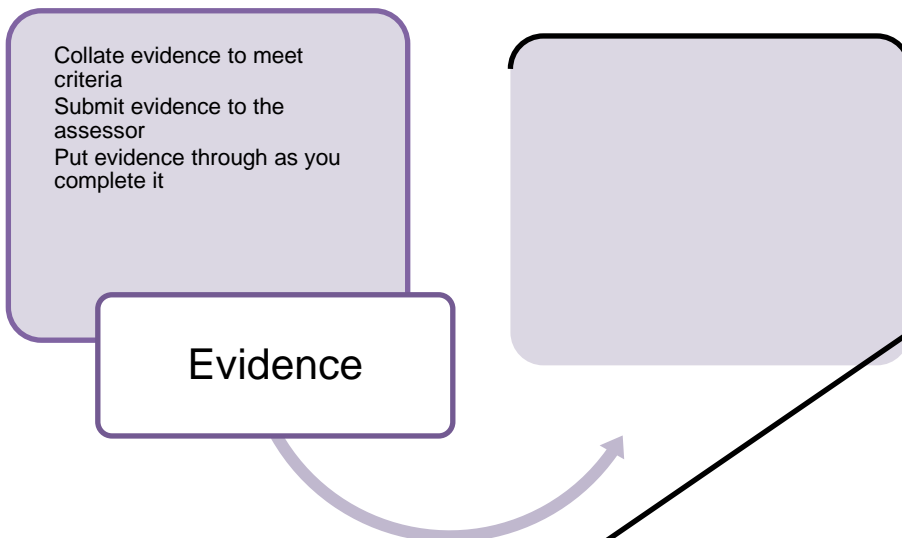 Collate evidence to meet
criteria
Submit evidence to the
assessor
Put evidence through as you
complete it
Evidence